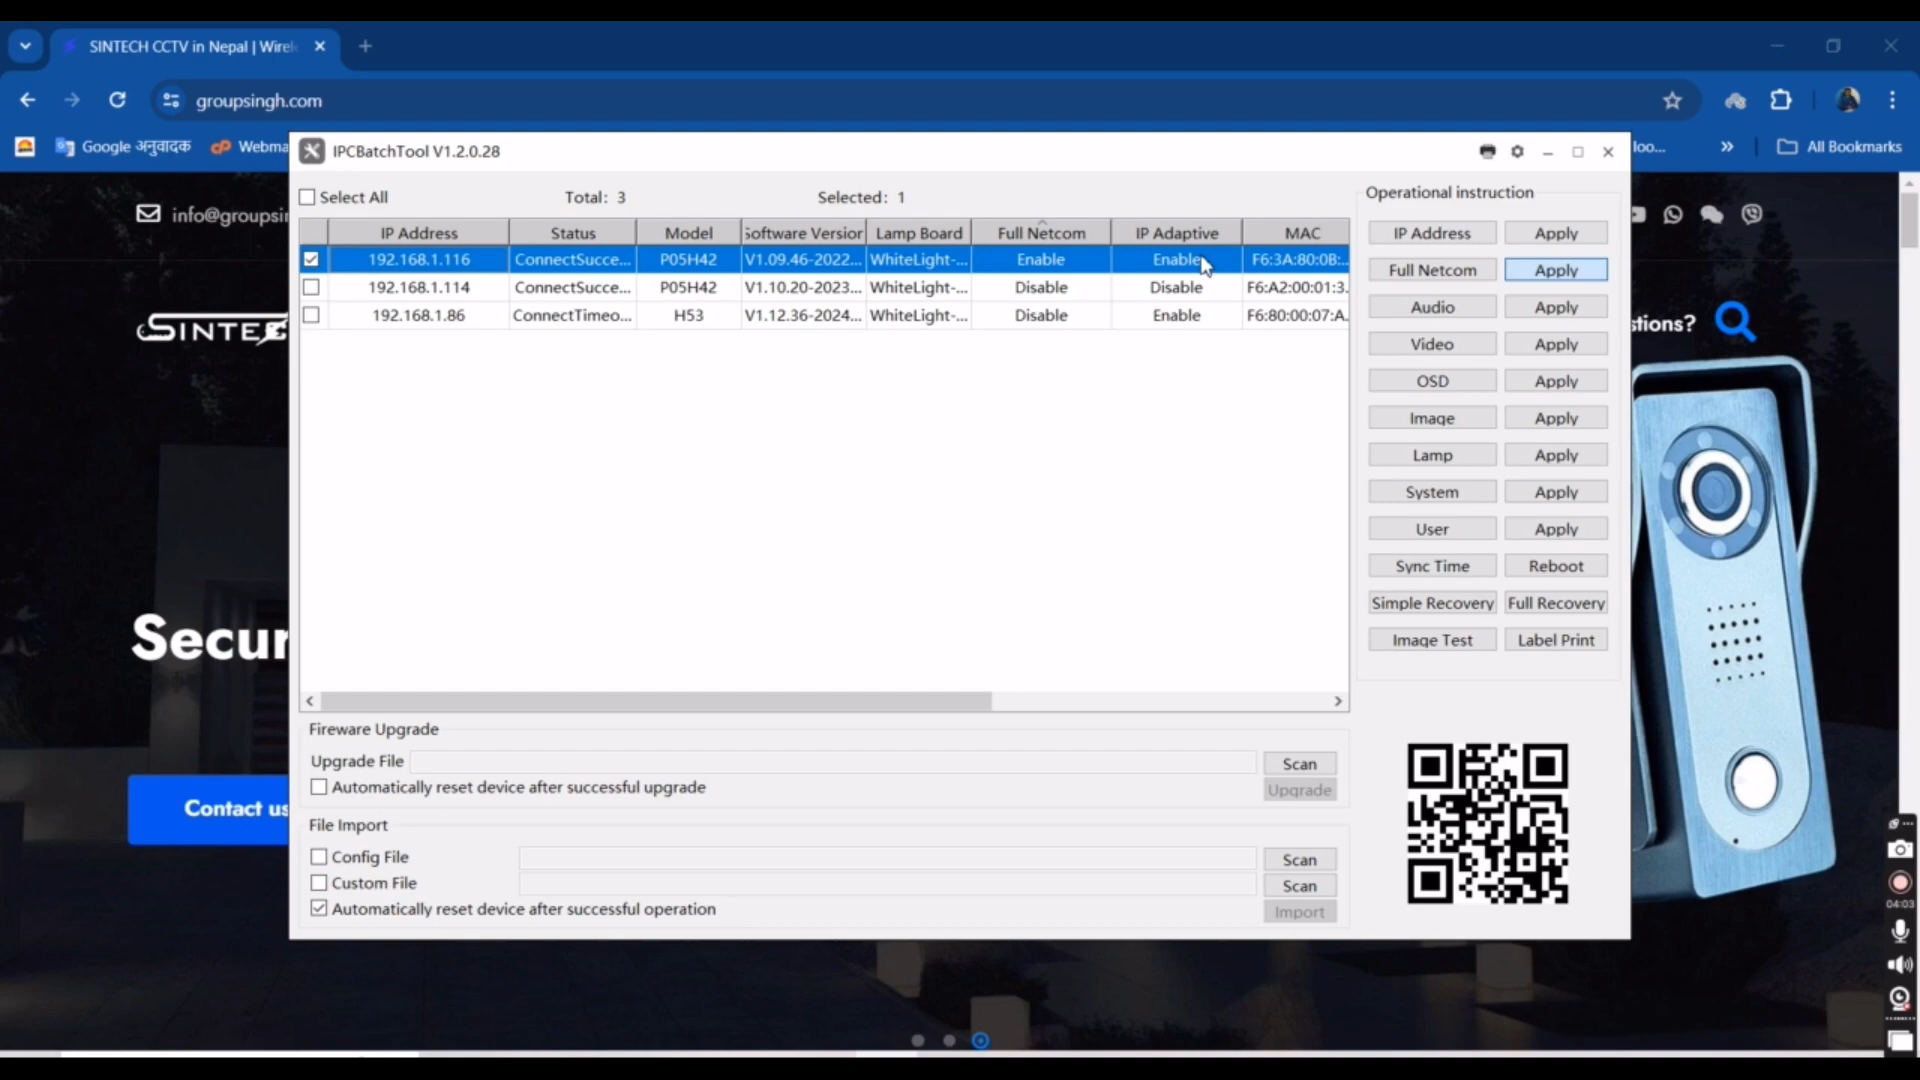 SINTECH CCTV in Nepal | Wirel
groupsingh.com
Google अनुवादक
Webma
loo...
All Bookmarks
IPCBatchTool V1.2.0.28
info@groupsi
Select All
Total: 3
Selected: 1
IP Address Status Model Software Version Lamp Board Full Netcom IP Adaptive MAC
192.168.1.116 ConnectSucce... P05H42 V1.09.46-2022... WhiteLight-... Enable Enable F6:3A:80:0B:..
192.168.1.114 ConnectSucce... P05H42 V1.10.20-2023... WhiteLight-... Disable Disable F6:A2:00:01:3.
192.168.1.86 ConnectTimeo... H53 V1.12.36-2024... WhiteLight-... Disable Enable F6:80:00:07:A.
Operational instruction
IP Address Apply
Full Netcom Apply
Audio Apply
Video Apply
OSD Apply
Image Apply
Lamp Apply
System Apply
User Apply
Sync Time Reboot
Simple Recovery Full Recovery
Image Test Label Print
SINTE
stions?
Secur
Contact us
Fireware Upgrade
Upgrade File Scan
Automatically reset device after successful upgrade Upgrade
File Import
Config File Scan
Custom File Scan
Automatically reset device after successful operation Import
04:03